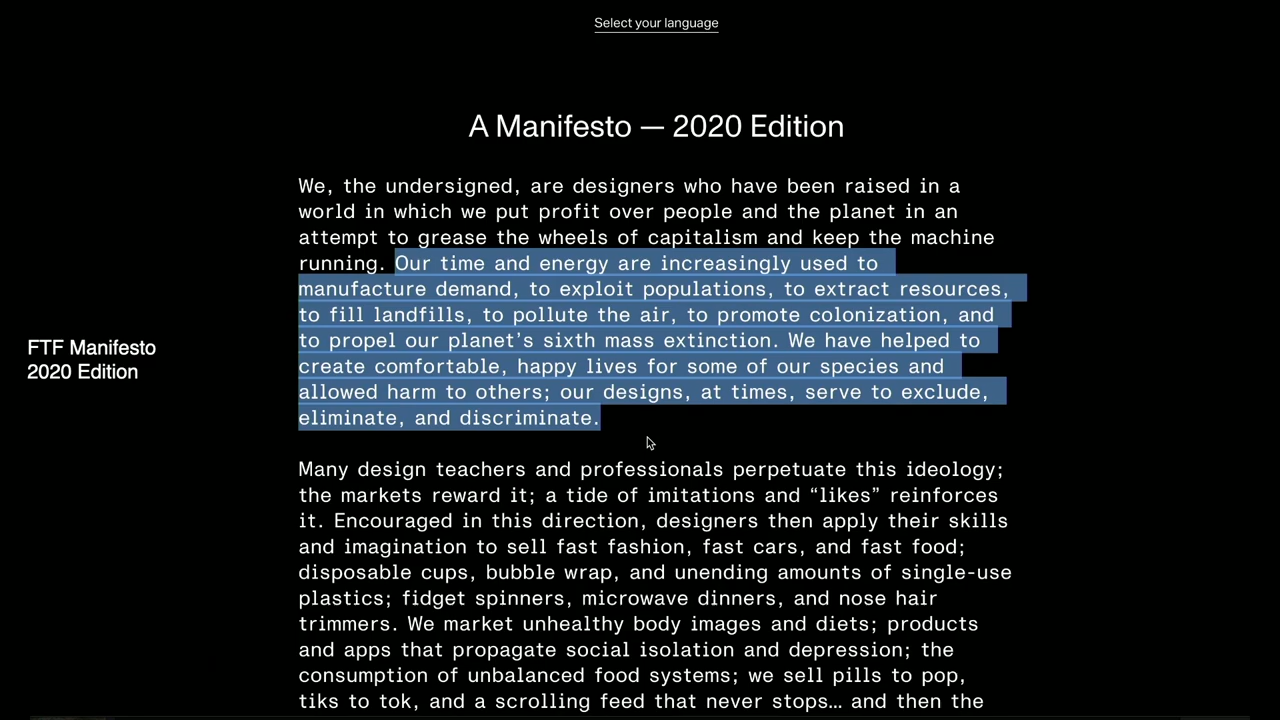 Select your language
A Manifesto — 2020 Edition
We, the undersigned, are designers who have been raised in a
world in which we put profit over people and the planet in an
attempt to grease the wheels of capitalism and keep the machine
running. Our time and energy are increasingly used to
manufacture demand, to exploit populations, to extract resources,
to fill landfills, to pollute the air, to promote colonization, and
to propel our planet’s sixth mass extinction. We have helped to
create comfortable, happy lives for some of our species and
allowed harm to others; our designs, at times, serve to exclude,
eliminate, and discriminate.
FTF Manifesto
2020 Edition
Many design teachers and professionals perpetuate this ideology;
the markets reward it; a tide of imitations and “likes” reinforces
it. Encouraged in this direction, designers then apply their skills
and imagination to sell fast fashion, fast cars, and fast food;
disposable cups, bubble wrap, and unending amounts of single-use
plastics; fidget spinners, microwave dinners, and nose hair
trimmers. We market unhealthy body images and diets; products
and apps that propagate social isolation and depression; the
consumption of unbalanced food systems; we sell pills to pop,
tiks to tok, and a scrolling feed that never stops… and then the